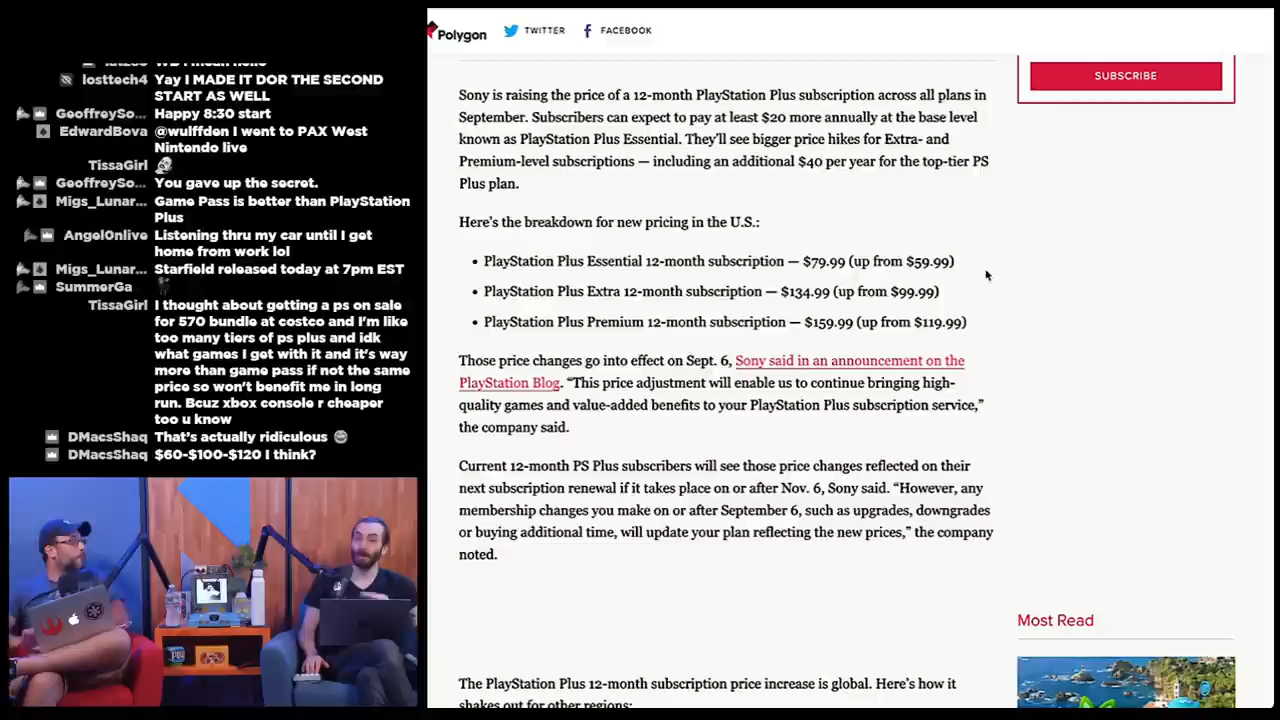 Polygon
TWITTER
FACEBOOK
losttech4 Yay I MADE IT DOR THE SECOND
START AS WELL
GeoffreySo... Happy 8:30 start
EdwardBova @wulffden I went to PAX West
Nintendo live
TissaGirl
GeoffreySo... You gave up the secret.
Migs_Lunar... Game Pass is better than PlayStation
Plus
Angel0nlive Listening thru my car until I get
home from work lol
Migs_Lunar... Starfield released today at 7pm EST
SummerGa
TissaGirl I thought about getting a ps on sale
for 570 bundle at costco and I'm like
too many tiers of ps plus and idk
what games I get with it and it's way
more than game pass if not the same
price so won't benefit me in long
run. Bcuz xbox console r cheaper
too u know
DMacsShaq That's actually ridiculous
DMacsShaq $60-$100-$120 I think?
Sony is raising the price of a 12-month PlayStation Plus subscription across all plans in
September. Subscribers can expect to pay at least $20 more annually at the base level
known as PlayStation Plus Essential. They'll see bigger price hikes for Extra- and
Premium-level subscriptions — including an additional $40 per year for the top-tier PS
Plus plan.
Here's the breakdown for new pricing in the U.S.:
• PlayStation Plus Essential 12-month subscription — $79.99 (up from $59.99)
• PlayStation Plus Extra 12-month subscription — $134.99 (up from $99.99)
• PlayStation Plus Premium 12-month subscription — $159.99 (up from $119.99)
Those price changes go into effect on Sept. 6, Sony said in an announcement on the
PlayStation Blog. “This price adjustment will enable us to continue bringing high-
quality games and value-added benefits to your PlayStation Plus subscription service,”
the company said.
Current 12-month PS Plus subscribers will see those price changes reflected on their
next subscription renewal if it takes place on or after Nov. 6, Sony said. “However, any
membership changes you make on or after September 6, such as upgrades, downgrades
or buying additional time, will update your plan reflecting the new prices,” the company
noted.
The PlayStation Plus 12-month subscription price increase is global. Here's how it
shakes out for other regions:
SUBSCRIBE
Most Read